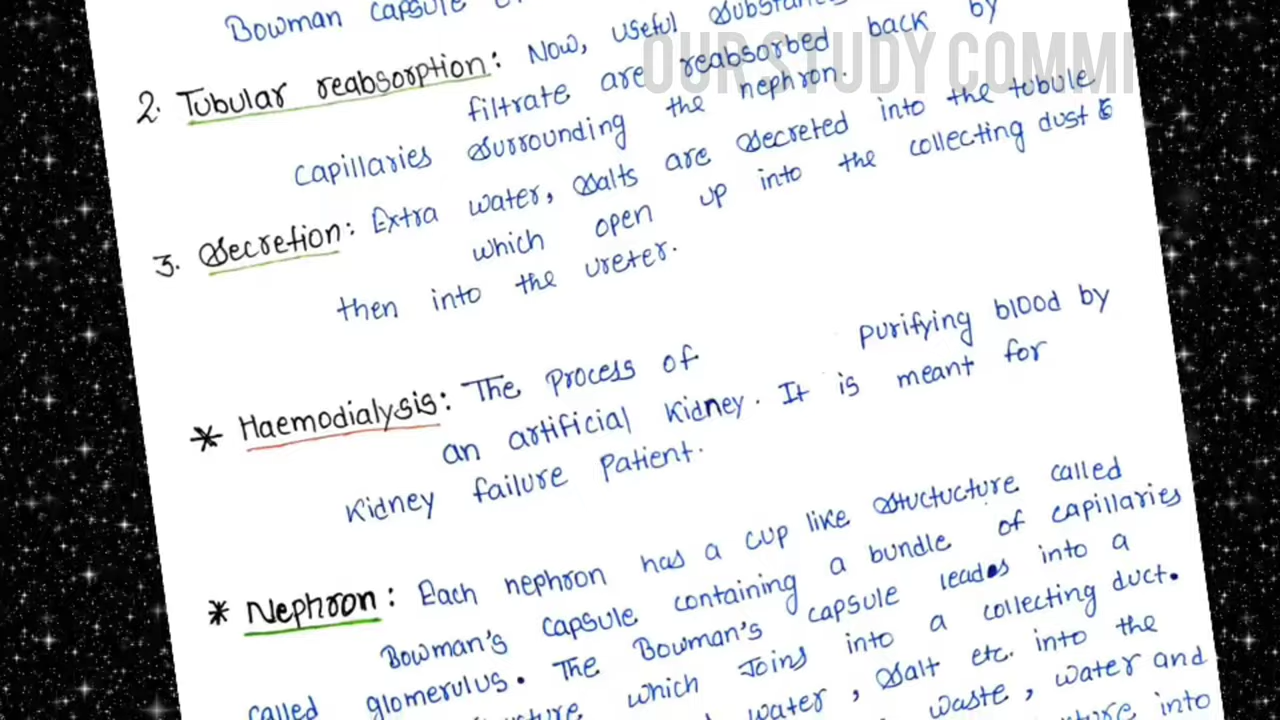 Bowman capsule
2. Tubular reabsorption: Now, useful
filtrate are reabsorbed back by
capillaries surrounding the nephron.
3. Secretion: Extra water, Salts are secreted into the tubule
which open up into the collecting dust &
then into the ureter.
* Haemodialysis: The process of purifying blood by
an artificial kidney. It is meant for
kidney failure patient.
* Nephron: Each nephron has a cup like stuctucture called
Bowman's capsule containing a bundle of capillaries
called glomerulus. The Bowman's capsule leads into a
which Joins into a collecting duct.
water, Salt etc. into the
waste, water and
into
OUR STUDY COMMI